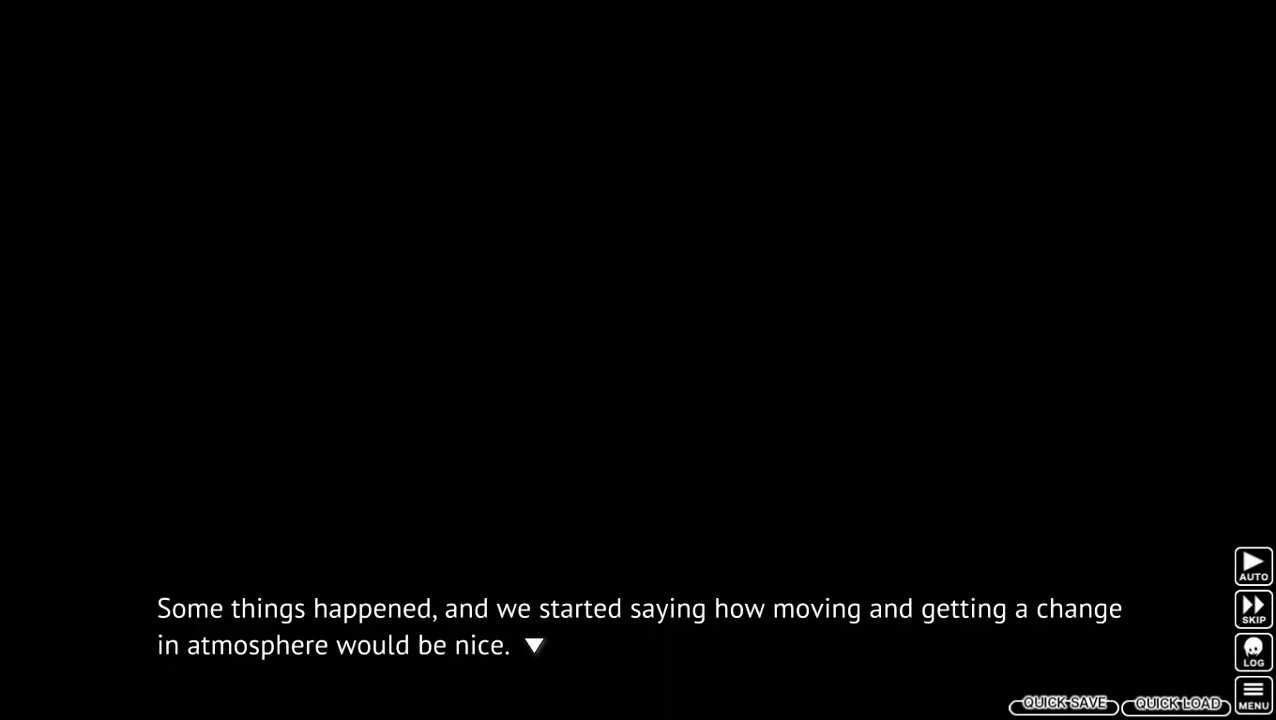 Some things happened, and we started saying how moving and getting a change
in atmosphere would be nice.
AUTO
SKIP
LOG
MENU
QUICK SAVE QUICK LOAD